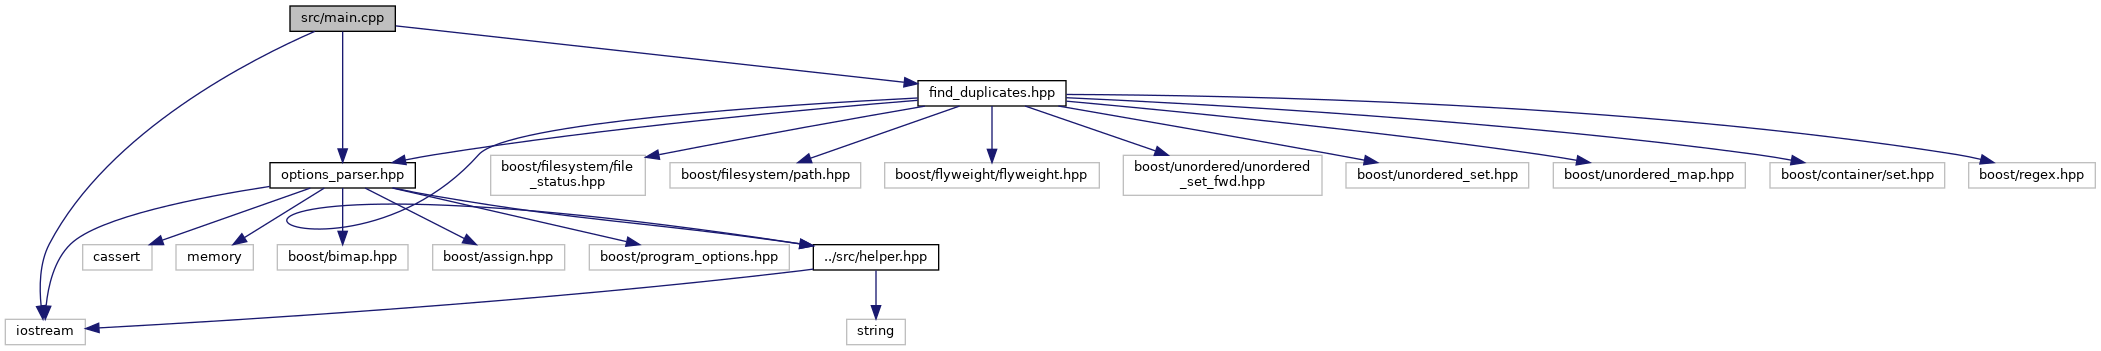 src/main.cpp
find_duplicates.hpp
options_parser.hpp
boost/filesystem/file
_status.hpp
boost/filesystem/path.hpp
boost/flyweight/flyweight.hpp
boost/unordered/unordered
_set_fwd.hpp
boost/unordered_set.hpp
boost/unordered_map.hpp
boost/container/set.hpp
boost/regex.hpp
cassert
memory
boost/bimap.hpp
boost/assign.hpp
boost/program_options.hpp
../src/helper.hpp
iostream
string